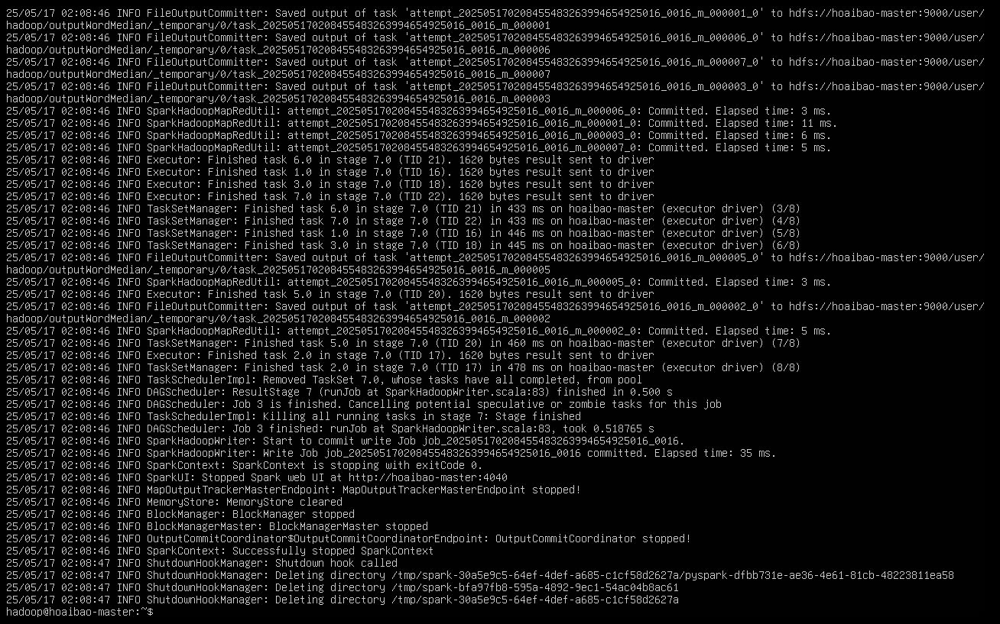 25/05/17 02:08:46 INFO FileOutputCommitter: Saved output of task 'attempt_202505170208455483263994654925016_0016_m_000001_0' to hdfs://hoaibao-master:9000/user/
hadoop/outputWordMedian/_temporary/0/task_202505170208455483263994654925016_0016_m_000001
25/05/17 02:08:46 INFO FileOutputCommitter: Saved output of task 'attempt_202505170208455483263994654925016_0016_m_000006_0' to hdfs://hoaibao-master:9000/user/
hadoop/outputWordMedian/_temporary/0/task_202505170208455483263994654925016_0016_m_000006
25/05/17 02:08:46 INFO FileOutputCommitter: Saved output of task 'attempt_202505170208455483263994654925016_0016_m_000007_0' to hdfs://hoaibao-master:9000/user/
hadoop/outputWordMedian/_temporary/0/task_202505170208455483263994654925016_0016_m_000007
25/05/17 02:08:46 INFO FileOutputCommitter: Saved output of task 'attempt_202505170208455483263994654925016_0016_m_000003_0' to hdfs://hoaibao-master:9000/user/
hadoop/outputWordMedian/_temporary/0/task_202505170208455483263994654925016_0016_m_000003
25/05/17 02:08:46 INFO SparkHadoopMapRedUtil: attempt_202505170208455483263994654925016_0016_m_000006_0: Committed. Elapsed time: 3 ms.
25/05/17 02:08:46 INFO SparkHadoopMapRedUtil: attempt_202505170208455483263994654925016_0016_m_000001_0: Committed. Elapsed time: 11 ms.
25/05/17 02:08:46 INFO SparkHadoopMapRedUtil: attempt_202505170208455483263994654925016_0016_m_000003_0: Committed. Elapsed time: 6 ms.
25/05/17 02:08:46 INFO SparkHadoopMapRedUtil: attempt_202505170208455483263994654925016_0016_m_000007_0: Committed. Elapsed time: 5 ms.
25/05/17 02:08:46 INFO Executor: Finished task 6.0 in stage 7.0 (TID 21). 1620 bytes result sent to driver
25/05/17 02:08:46 INFO Executor: Finished task 1.0 in stage 7.0 (TID 16). 1620 bytes result sent to driver
25/05/17 02:08:46 INFO Executor: Finished task 3.0 in stage 7.0 (TID 18). 1620 bytes result sent to driver
25/05/17 02:08:46 INFO Executor: Finished task 7.0 in stage 7.0 (TID 22). 1620 bytes result sent to driver
25/05/17 02:08:46 INFO TaskSetManager: Finished task 6.0 in stage 7.0 (TID 21) in 433 ms on hoaibao-master (executor driver) (3/8)
25/05/17 02:08:46 INFO TaskSetManager: Finished task 7.0 in stage 7.0 (TID 22) in 433 ms on hoaibao-master (executor driver) (4/8)
25/05/17 02:08:46 INFO TaskSetManager: Finished task 1.0 in stage 7.0 (TID 16) in 446 ms on hoaibao-master (executor driver) (5/8)
25/05/17 02:08:46 INFO TaskSetManager: Finished task 3.0 in stage 7.0 (TID 18) in 445 ms on hoaibao-master (executor driver) (6/8)
25/05/17 02:08:46 INFO FileOutputCommitter: Saved output of task 'attempt_202505170208455483263994654925016_0016_m_000005_0' to hdfs://hoaibao-master:9000/user/
hadoop/outputWordMedian/_temporary/0/task_202505170208455483263994654925016_0016_m_000005
25/05/17 02:08:46 INFO SparkHadoopMapRedUtil: attempt_202505170208455483263994654925016_0016_m_000005_0: Committed. Elapsed time: 3 ms.
25/05/17 02:08:46 INFO Executor: Finished task 5.0 in stage 7.0 (TID 20). 1620 bytes result sent to driver
25/05/17 02:08:46 INFO FileOutputCommitter: Saved output of task 'attempt_202505170208455483263994654925016_0016_m_000002_0' to hdfs://hoaibao-master:9000/user/
hadoop/outputWordMedian/_temporary/0/task_202505170208455483263994654925016_0016_m_000002
25/05/17 02:08:46 INFO SparkHadoopMapRedUtil: attempt_202505170208455483263994654925016_0016_m_000002_0: Committed. Elapsed time: 5 ms.
25/05/17 02:08:46 INFO TaskSetManager: Finished task 5.0 in stage 7.0 (TID 20) in 460 ms on hoaibao-master (executor driver) (7/8)
25/05/17 02:08:46 INFO Executor: Finished task 2.0 in stage 7.0 (TID 17). 1620 bytes result sent to driver
25/05/17 02:08:46 INFO TaskSetManager: Finished task 2.0 in stage 7.0 (TID 17) in 478 ms on hoaibao-master (executor driver) (8/8)
25/05/17 02:08:46 INFO TaskSchedulerImpl: Removed TaskSet 7.0, whose tasks have all completed, from pool
25/05/17 02:08:46 INFO DAGScheduler: ResultStage 7 (runJob at SparkHadoopWriter.scala:83) finished in 0.500 s
25/05/17 02:08:46 INFO DAGScheduler: Job 3 is finished. Cancelling potential speculative or zombie tasks for this job
25/05/17 02:08:46 INFO TaskSchedulerImpl: Killing all running tasks in stage 7: Stage finished
25/05/17 02:08:46 INFO DAGScheduler: Job 3 finished: runJob at SparkHadoopWriter.scala:83, took 0.518765 s
25/05/17 02:08:46 INFO SparkHadoopWriter: Start to commit write Job job_202505170208455483263994654925016_0016.
25/05/17 02:08:46 INFO SparkHadoopWriter: Write Job job_202505170208455483263994654925016_0016 committed. Elapsed time: 35 ms.
25/05/17 02:08:46 INFO SparkContext: SparkContext is stopping with exitCode 0.
25/05/17 02:08:46 INFO SparkUI: Stopped Spark web UI at http://hoaibao-master:4040
25/05/17 02:08:46 INFO MapOutputTrackerMasterEndpoint: MapOutputTrackerMasterEndpoint stopped!
25/05/17 02:08:46 INFO MemoryStore: MemoryStore cleared
25/05/17 02:08:46 INFO BlockManager: BlockManager stopped
25/05/17 02:08:46 INFO BlockManagerMaster: BlockManagerMaster stopped
25/05/17 02:08:46 INFO OutputCommitCoordinator$OutputCommitCoordinatorEndpoint: OutputCommitCoordinator stopped!
25/05/17 02:08:46 INFO SparkContext: Successfully stopped SparkContext
25/05/17 02:08:47 INFO ShutdownHookManager: Shutdown hook called
25/05/17 02:08:47 INFO ShutdownHookManager: Deleting directory /tmp/spark-30a5e9c5-64ef-4def-a685-c1cf58d2627a/pyspark-dfbb731e-ae36-4e61-81cb-48223811ea58
25/05/17 02:08:47 INFO ShutdownHookManager: Deleting directory /tmp/spark-bfa97fb8-595a-4892-9ec1-54ac04b8ac61
25/05/17 02:08:47 INFO ShutdownHookManager: Deleting directory /tmp/spark-30a5e9c5-64ef-4def-a685-c1cf58d2627a
hadoop@hoaibao-master:~$